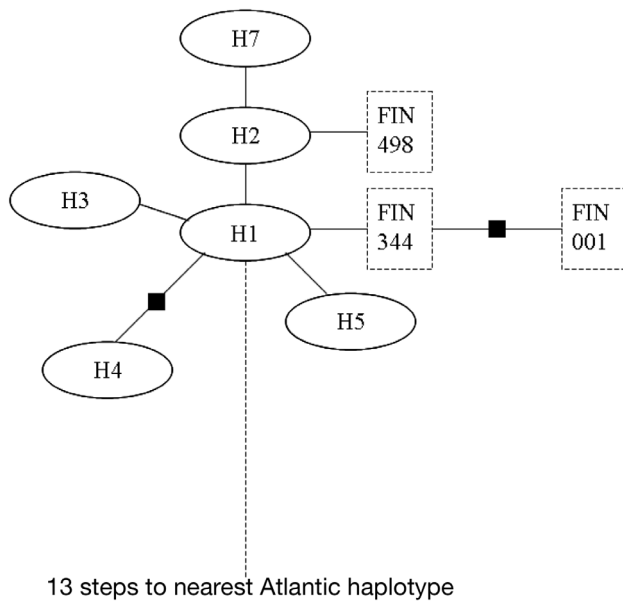 H7
H2
FIN
498
H3
H1
FIN
344
FIN
001
H5
H4
13 steps to nearest Atlantic haplotype